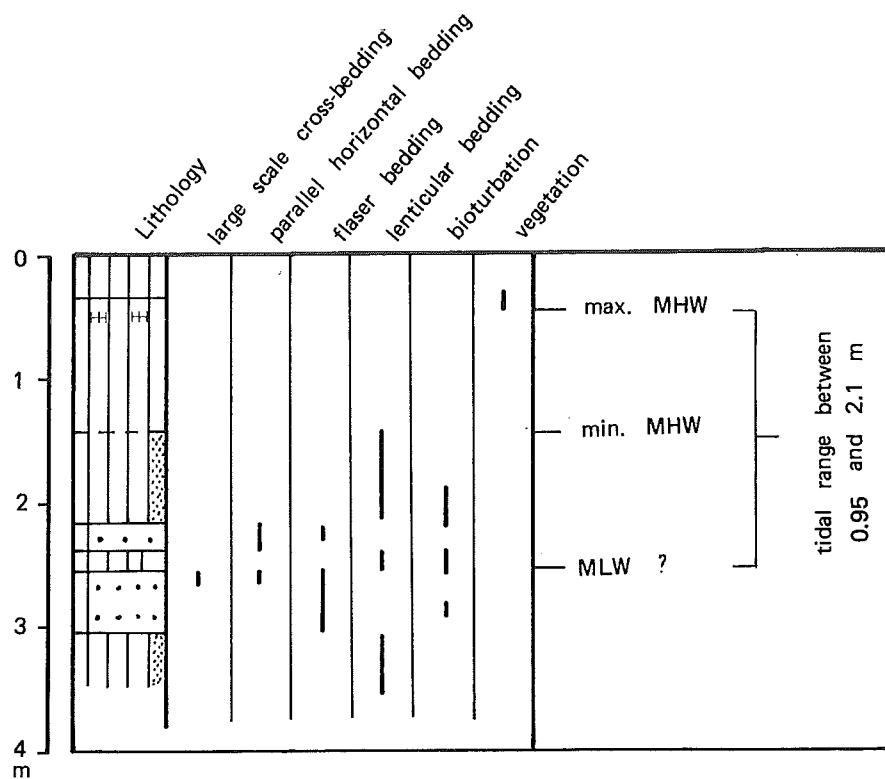 Lithology
large scale cross-bedding
parallel horizontal bedding
flaser bedding
lenticular bedding
bioturbation
vegetation
0
1
2
3
4
m
max. MHW
min. MHW
MLW ?
tidal range between
0.95 and 2.1 m